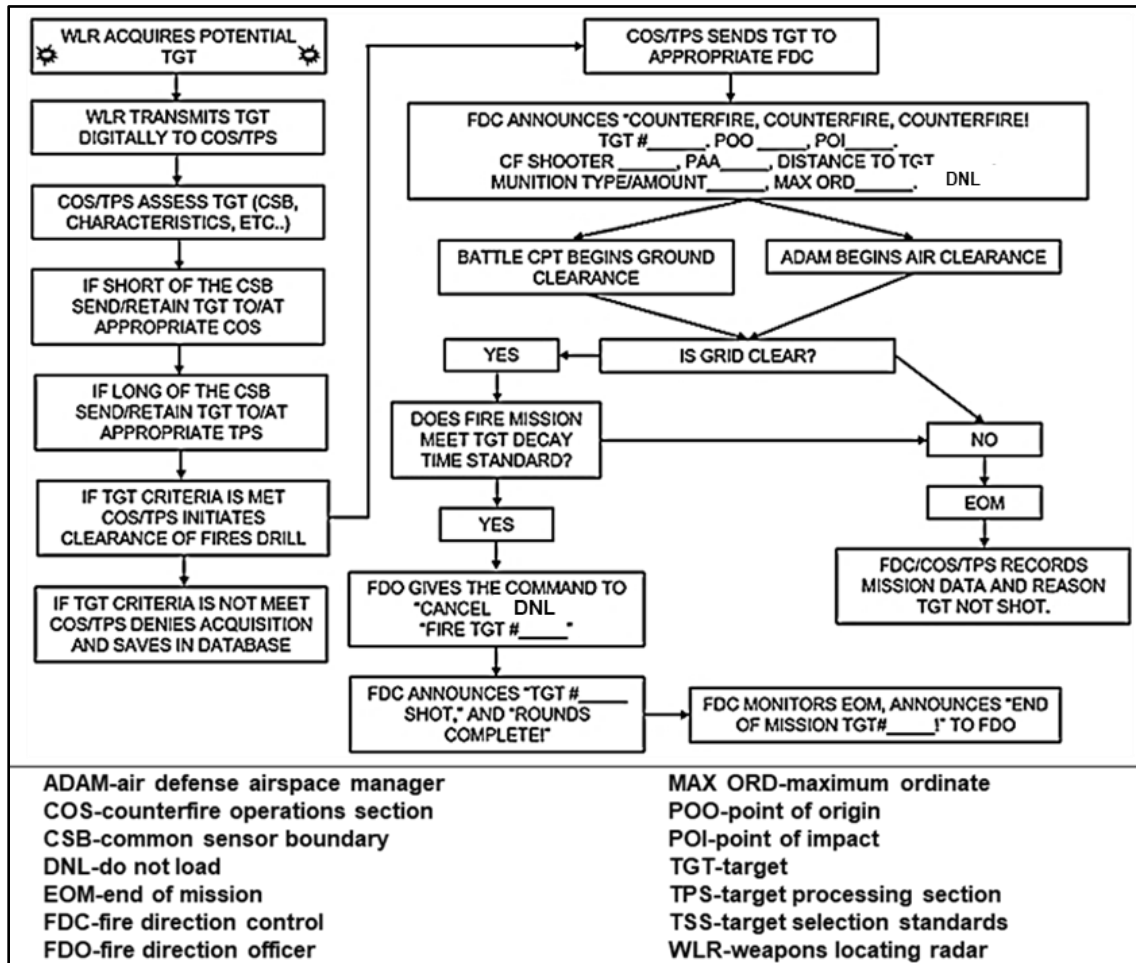 WLR ACQUIRES POTENTIAL
TGT
WLR TRANSMITS TGT
DIGITALLY TO COS/TPS
COS/TPS ASSESS TGT (CSB,
CHARACTERISTICS, ETC..)
IF SHORT OF THE CSB
SEND/RETAIN TGT TO/AT
APPROPRIATE COS
IF LONG OF THE CSB
SEND/RETAIN TGT TO/AT
APPROPRIATE TPS
IF TGT CRITERIA IS MET
COS/TPS INITIATES
CLEARANCE OF FIRES DRILL
IF TGT CRITERIA IS NOT MEET
COS/TPS DENIES ACQUISITION
AND SAVES IN DATABASE
COS/TPS SENDS TGT TO
APPROPRIATE FDC
FDC ANNOUNCES "COUNTERFIRE, COUNTERFIRE, COUNTERFIRE!
TGT #______. POO _____, POI_____.
CF SHOOTER ______, PAA_____, DISTANCE TO TGT
MUNITION TYPE/AMOUNT______, MAX ORD______. DNL
BATTLE CPT BEGINS GROUND
CLEARANCE
ADAM BEGINS AIR CLEARANCE
IS GRID CLEAR?
YES
DOES FIRE MISSION
MEET TGT DECAY
TIME STANDARD?
NO
YES
EOM
FDC/COS/TPS RECORDS
MISSION DATA AND REASON
TGT NOT SHOT.
FDO GIVES THE COMMAND TO
"CANCEL DNL
"FIRE TGT #_____"
FDC ANNOUNCES "TGT #_____
SHOT," AND "ROUNDS
COMPLETE!"
FDC MONITORS EOM, ANNOUNCES "END
OF MISSION TGT#_____!" TO FDO
ADAM-air defense airspace manager
COS-counterfire operations section
CSB-common sensor boundary
DNL-do not load
EOM-end of mission
FDC-fire direction control
FDO-fire direction officer
MAX ORD-maximum ordinate
POO-point of origin
POI-point of impact
TGT-target
TPS-target processing section
TSS-target selection standards
WLR-weapons locating radar